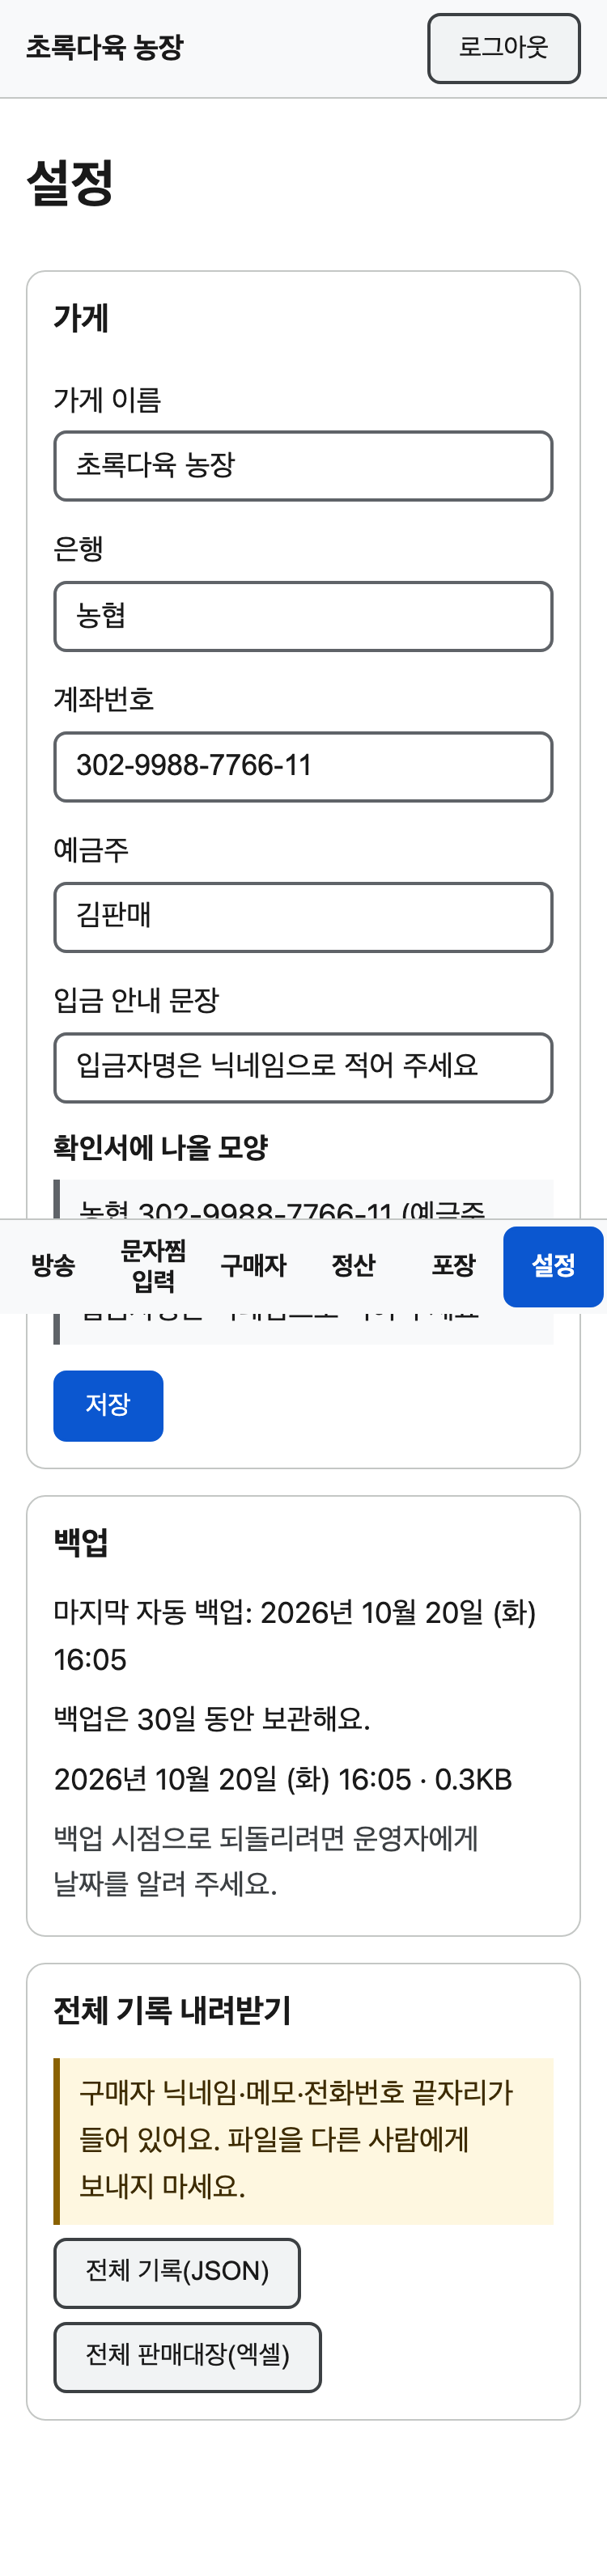 초록다육 농장
로그아웃
설정
가게
가게 이름
초록다육 농장
은행
농협
계좌번호
302-9988-7766-11
예금주
김판매
입금 안내 문장
입금자명은 닉네임으로 적어 주세요
확인서에 나올 모양
농협 302-9988-7766-11 (예금주
방송
문자찜
입력
구매자
정산
포장
설정
저장
백업
마지막 자동 백업: 2026년 10월 20일 (화)
16:05
백업은 30일 동안 보관해요.
2026년 10월 20일 (화) 16:05 · 0.3KB
백업 시점으로 되돌리려면 운영자에게
날짜를 알려 주세요.
전체 기록 내려받기
구매자 닉네임·메모·전화번호 끝자리가
들어 있어요. 파일을 다른 사람에게
보내지 마세요.
전체 기록(JSON)
전체 판매대장(엑셀)